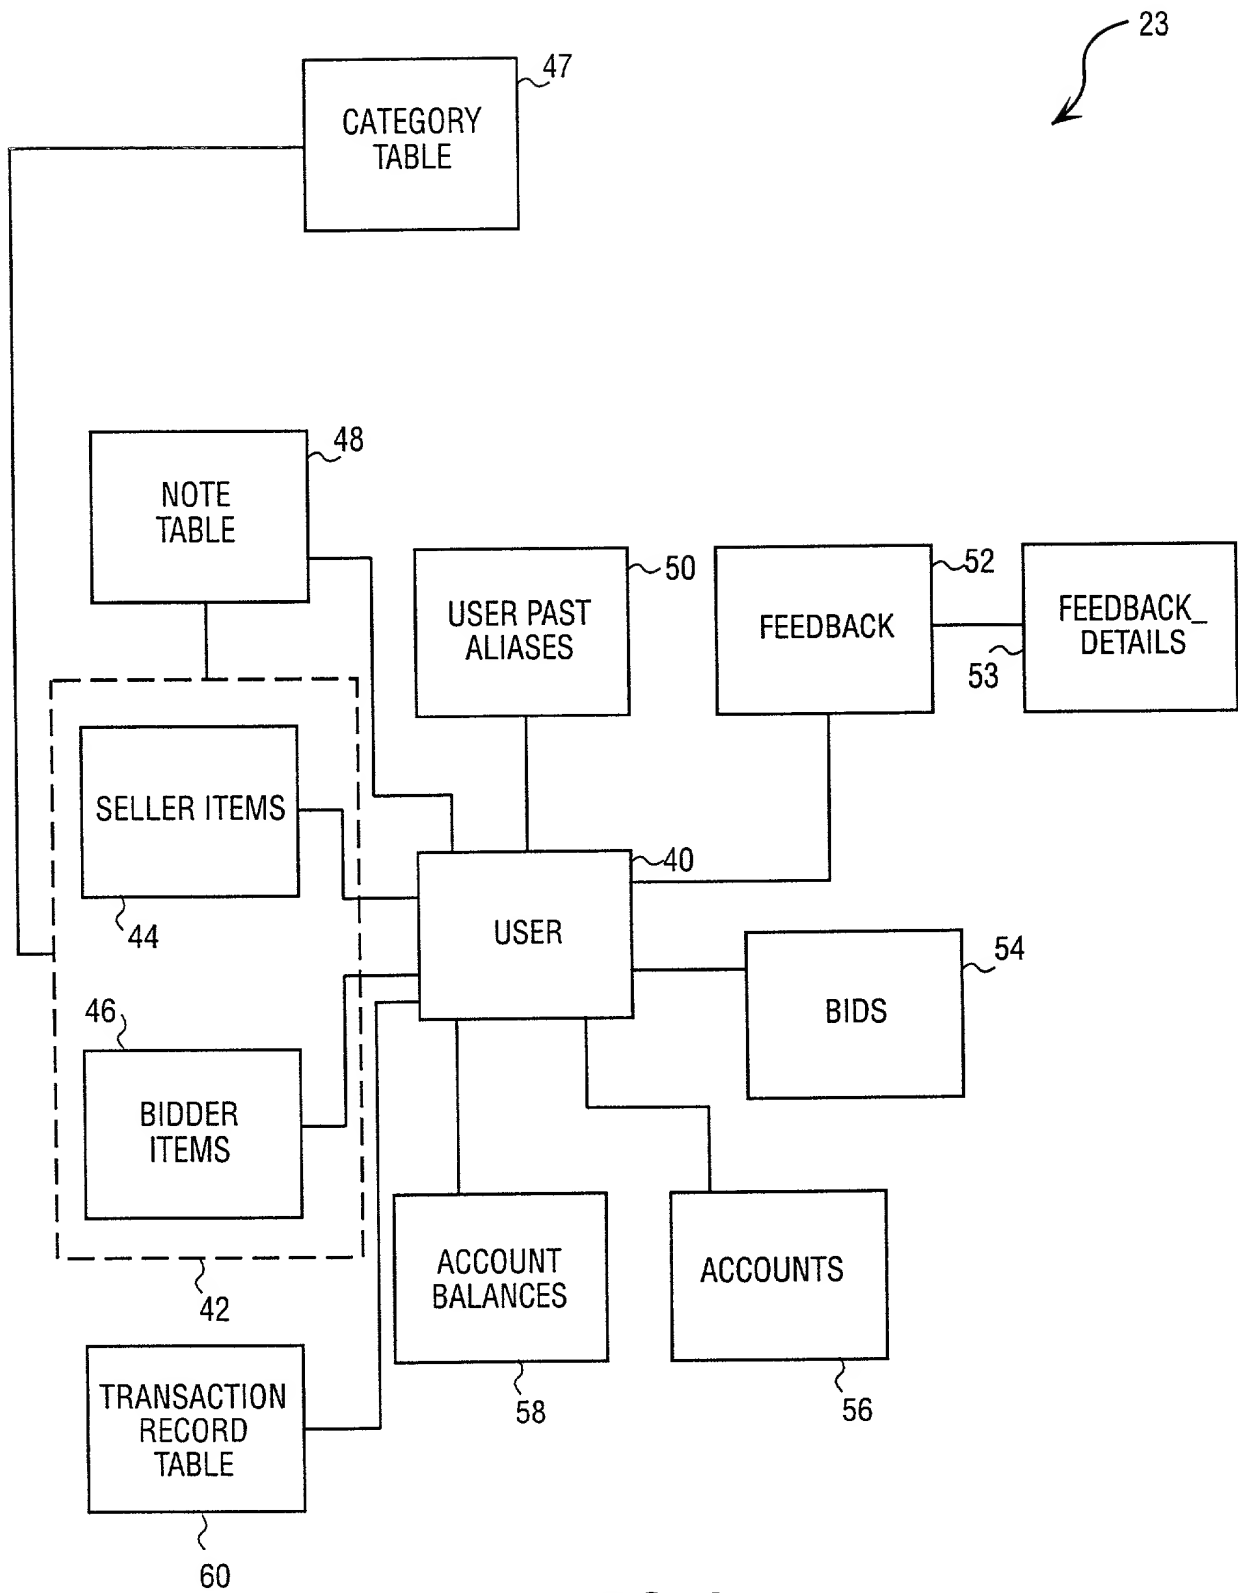 23
47
CATEGORY
TABLE
48
NOTE
TABLE
50
USER PAST
ALIASES
52
FEEDBACK
53
FEEDBACK_
DETAILS
SELLER ITEMS
44
40
USER
54
BIDS
46
BIDDER
ITEMS
42
ACCOUNT
BALANCES
58
ACCOUNTS
56
TRANSACTION
RECORD
TABLE
60